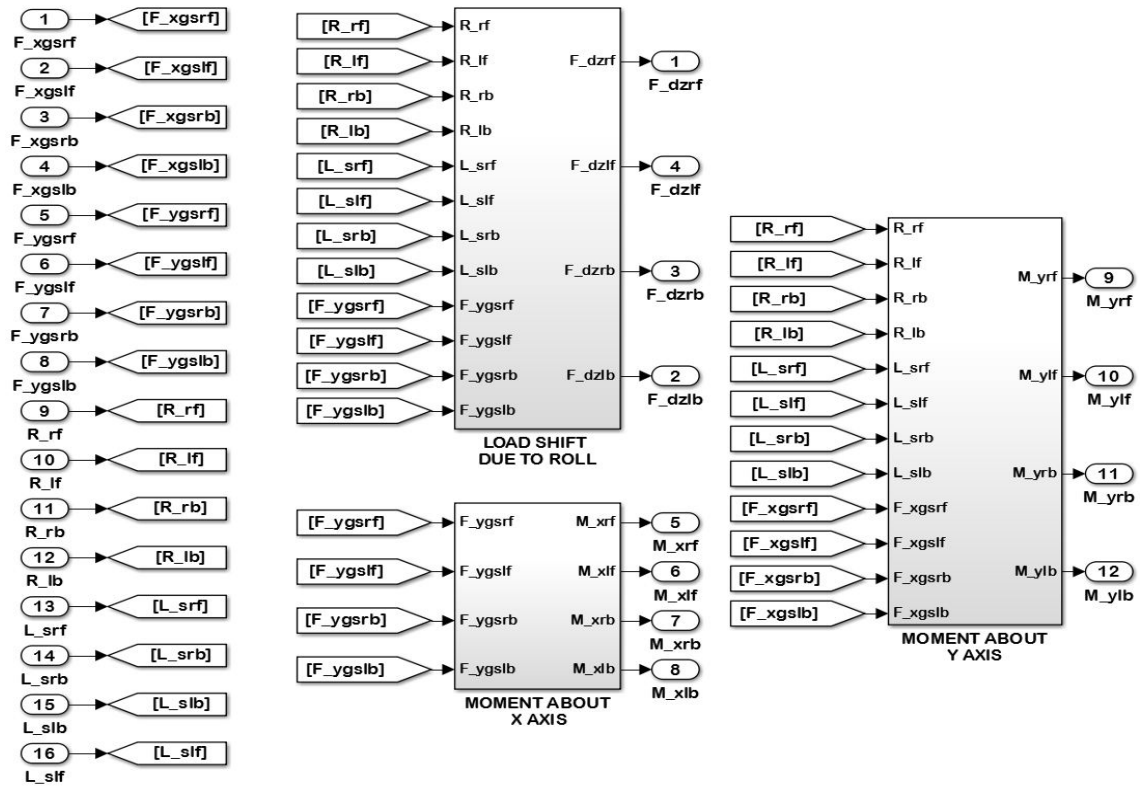 1 [F_xgsrf]
F_xgsrf
2 [F_xgslf]
F_xgslf
3 [F_xgsrb]
F_xgsrb
4 [F_xgslb]
F_xgslb
5 [F_ygsrf]
F_ygsrf
6 [F_ygslf]
F_ygslf
7 [F_ygsrb]
F_ygsrb
8 [F_ygslb]
F_ygslb
9 [R_rf]
R_rf
10 [R_lf]
R_lf
11 [R_rb]
R_rb
12 [R_lb]
R_lb
13 [L_srf]
L_srf
14 [L_srb]
L_srb
15 [L_slb]
L_slb
16 [L_slf]
L_slf
[R_rf] R_rf
[R_lf] R_lf F_dzrf 1
F_dzrf
[R_rb] R_rb
[R_lb] R_lb
[L_srf] L_srf F_dzlf 4
F_dzlf
[L_slf] L_slf
[L_srb] L_srb
[L_slb] L_slb F_dzrb 3
F_dzrb
[F_ygsrf] F_ygsrf
[F_ygslf] F_ygslf
[F_ygsrb] F_ygsrb F_dzlb 2
F_dzlb
[F_ygslb] F_ygslb
LOAD SHIFT
DUE TO ROLL
[F_ygsrf] F_ygsrf M_xrf 5
M_xrf
[F_ygslf] F_ygslf M_xlf 6
M_xlf
[F_ygsrb] F_ygsrb M_xrb 7
M_xrb
[F_ygslb] F_ygslb M_xlb 8
M_xlb
MOMENT ABOUT
X AXIS
[R_rf] R_rf
[R_lf] R_lf M_yrf 9
M_yrf
[R_rb] R_rb
[R_lb] R_lb
[L_srf] L_srf M_ylf 10
M_ylf
[L_slf] L_slf
[L_srb] L_srb
[L_slb] L_slb M_yrb 11
M_yrb
[F_xgsrf] F_xgsrf
[F_xgslf] F_xgslf
[F_xgsrb] F_xgsrb M_ylb 12
M_ylb
[F_xgslb] F_xgslb
MOMENT ABOUT
Y AXIS